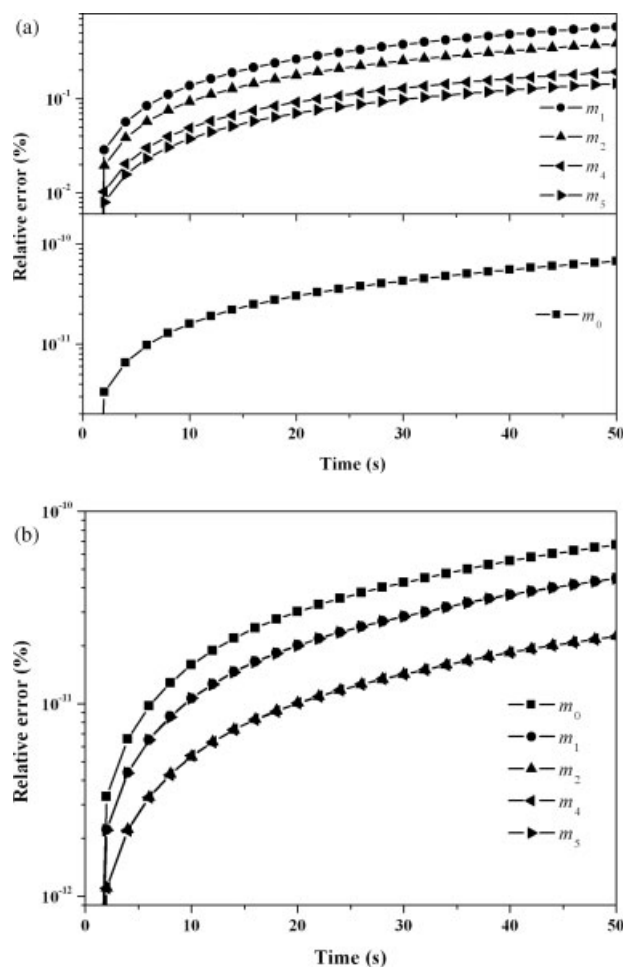 (a)
Relative error (%)
10⁰
10⁻¹
10⁻²
m₁
m₂
m₄
m₅
10⁻¹⁰
10⁻¹¹
m₀
0 10 20 30 40 50
Time (s)
(b)
Relative error (%)
10⁻¹⁰
10⁻¹¹
10⁻¹²
m₀
m₁
m₂
m₄
m₅
0 10 20 30 40 50
Time (s)